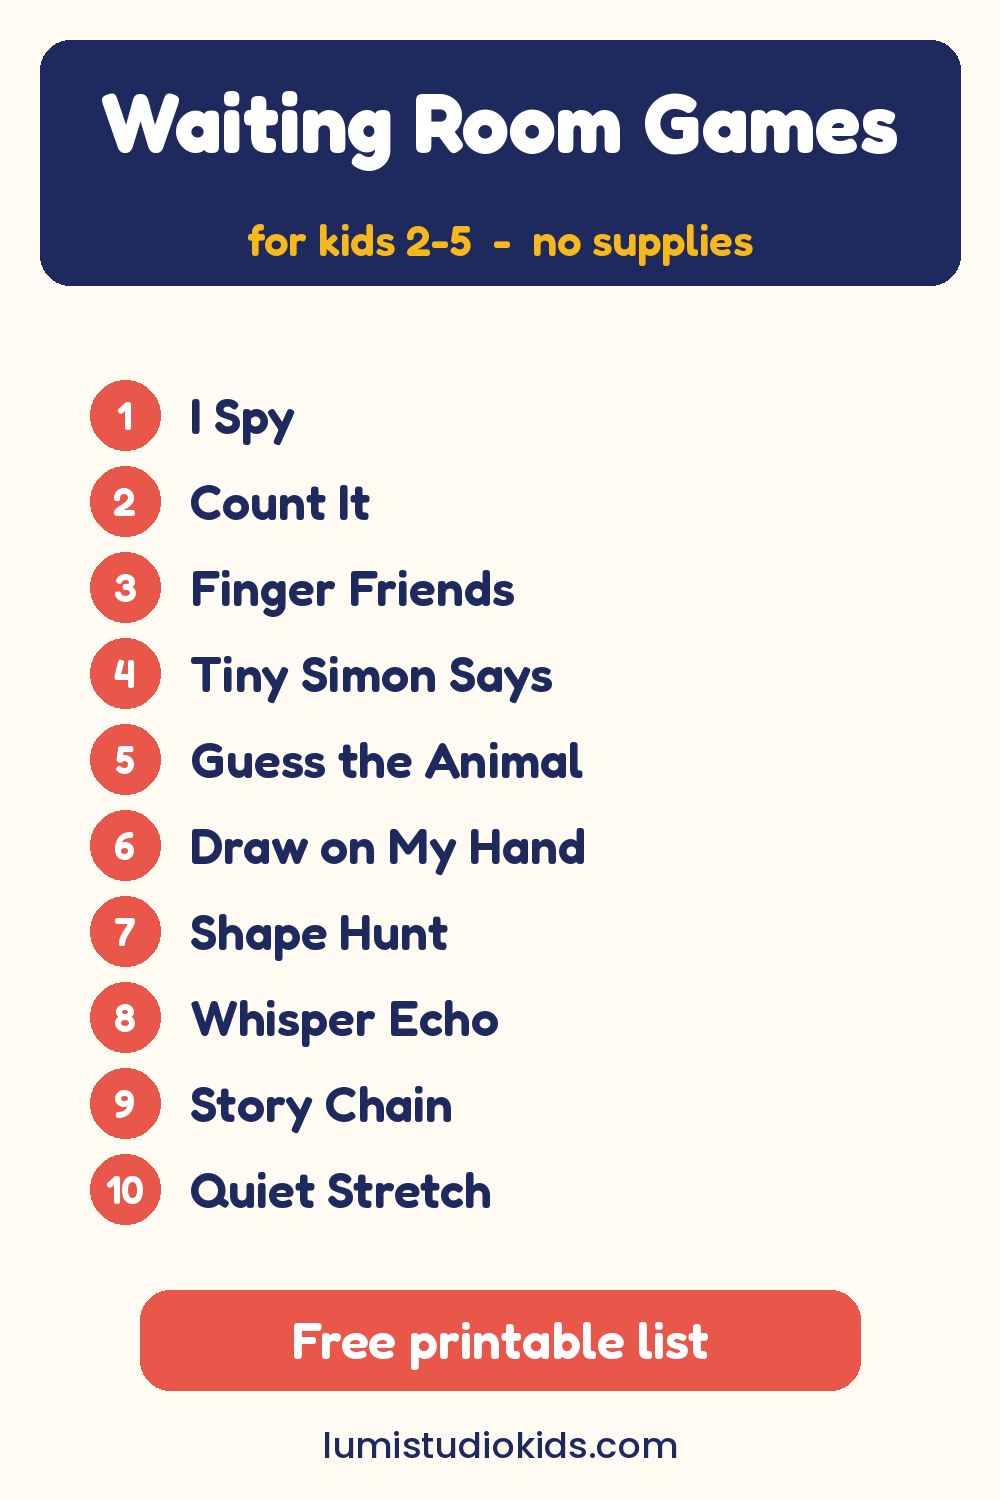 Waiting Room Games
for kids 2-5 - no supplies
1 I Spy
2 Count It
3 Finger Friends
4 Tiny Simon Says
5 Guess the Animal
6 Draw on My Hand
7 Shape Hunt
8 Whisper Echo
9 Story Chain
10 Quiet Stretch
Free printable list
lumistudiokids.com